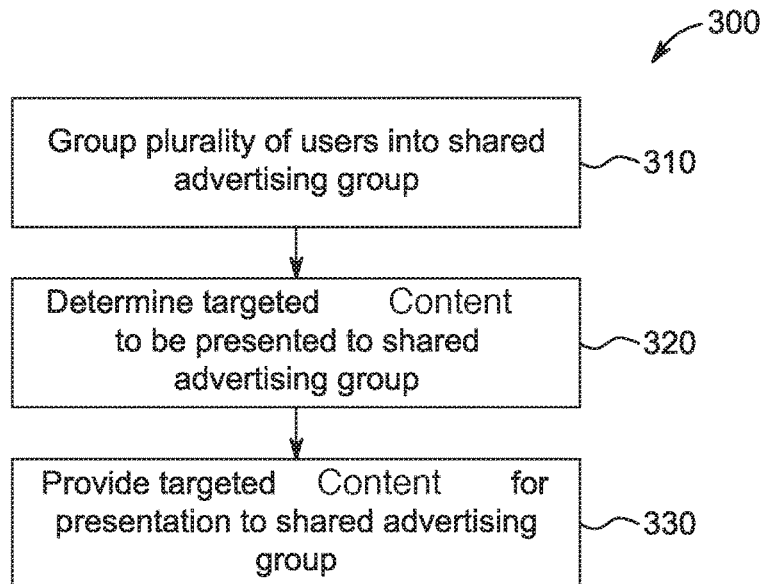 300
Group plurality of users into shared
advertising group
310
Determine targeted Content
to be presented to shared
advertising group
320
Provide targeted Content for
presentation to shared advertising
group
330